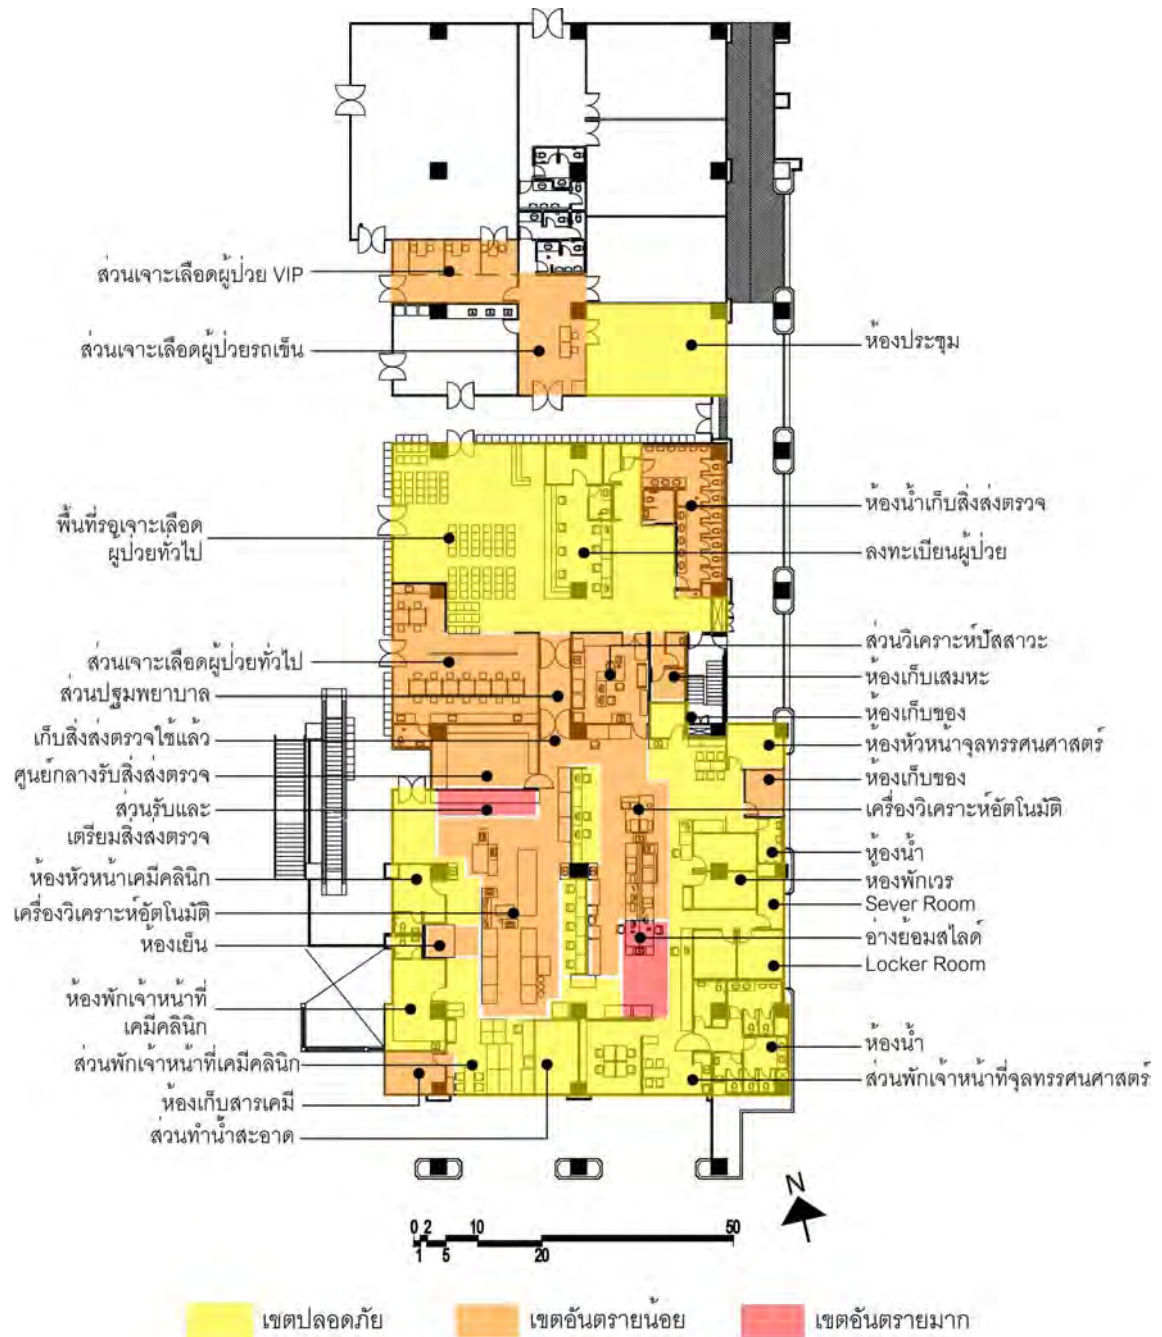 ส่วนเจาะเลือดผู้ป่วย VIP
ส่วนเจาะเลือดผู้ป่วยรถเข็น
พื้นที่รอเจาะเลือด
ผู้ป่วยทั่วไป
ส่วนเจาะเลือดผู้ป่วยทั่วไป
ส่วนปฐมพยาบาล
เก็บสิ่งส่งตรวจใช้แล้ว
ศูนย์กลางรับสิ่งส่งตรวจ
ส่วนรับและ
เตรียมสิ่งส่งตรวจ
ห้องหัวหน้าเคมีคลินิก
เครื่องวิเคราะห์อัตโนมัติ
ห้องเย็น
ห้องพักเจ้าหน้าที่
เคมีคลินิก
ส่วนพักเจ้าหน้าที่เคมีคลินิก
ห้องเก็บสารเคมี
ส่วนทำน้ำสะอาด
ห้องประชุม
ห้องน้ำเก็บสิ่งส่งตรวจ
ลงทะเบียนผู้ป่วย
ส่วนวิเคราะห์ปัสสาวะ
ห้องเก็บเสมหะ
ห้องเก็บของ
ห้องหัวหน้าจุลทรรศนศาสตร์
ห้องเก็บของ
เครื่องวิเคราะห์อัตโนมัติ
ห้องน้ำ
ห้องพักเวร
Sever Room
อ่างย้อมสไลด์
Locker Room
ห้องน้ำ
ส่วนพักเจ้าหน้าที่จุลทรรศนศาสตร์
N
0 2 10 50
1 5 20
เขตปลอดภัย เขตอันตรายน้อย เขตอันตรายมาก